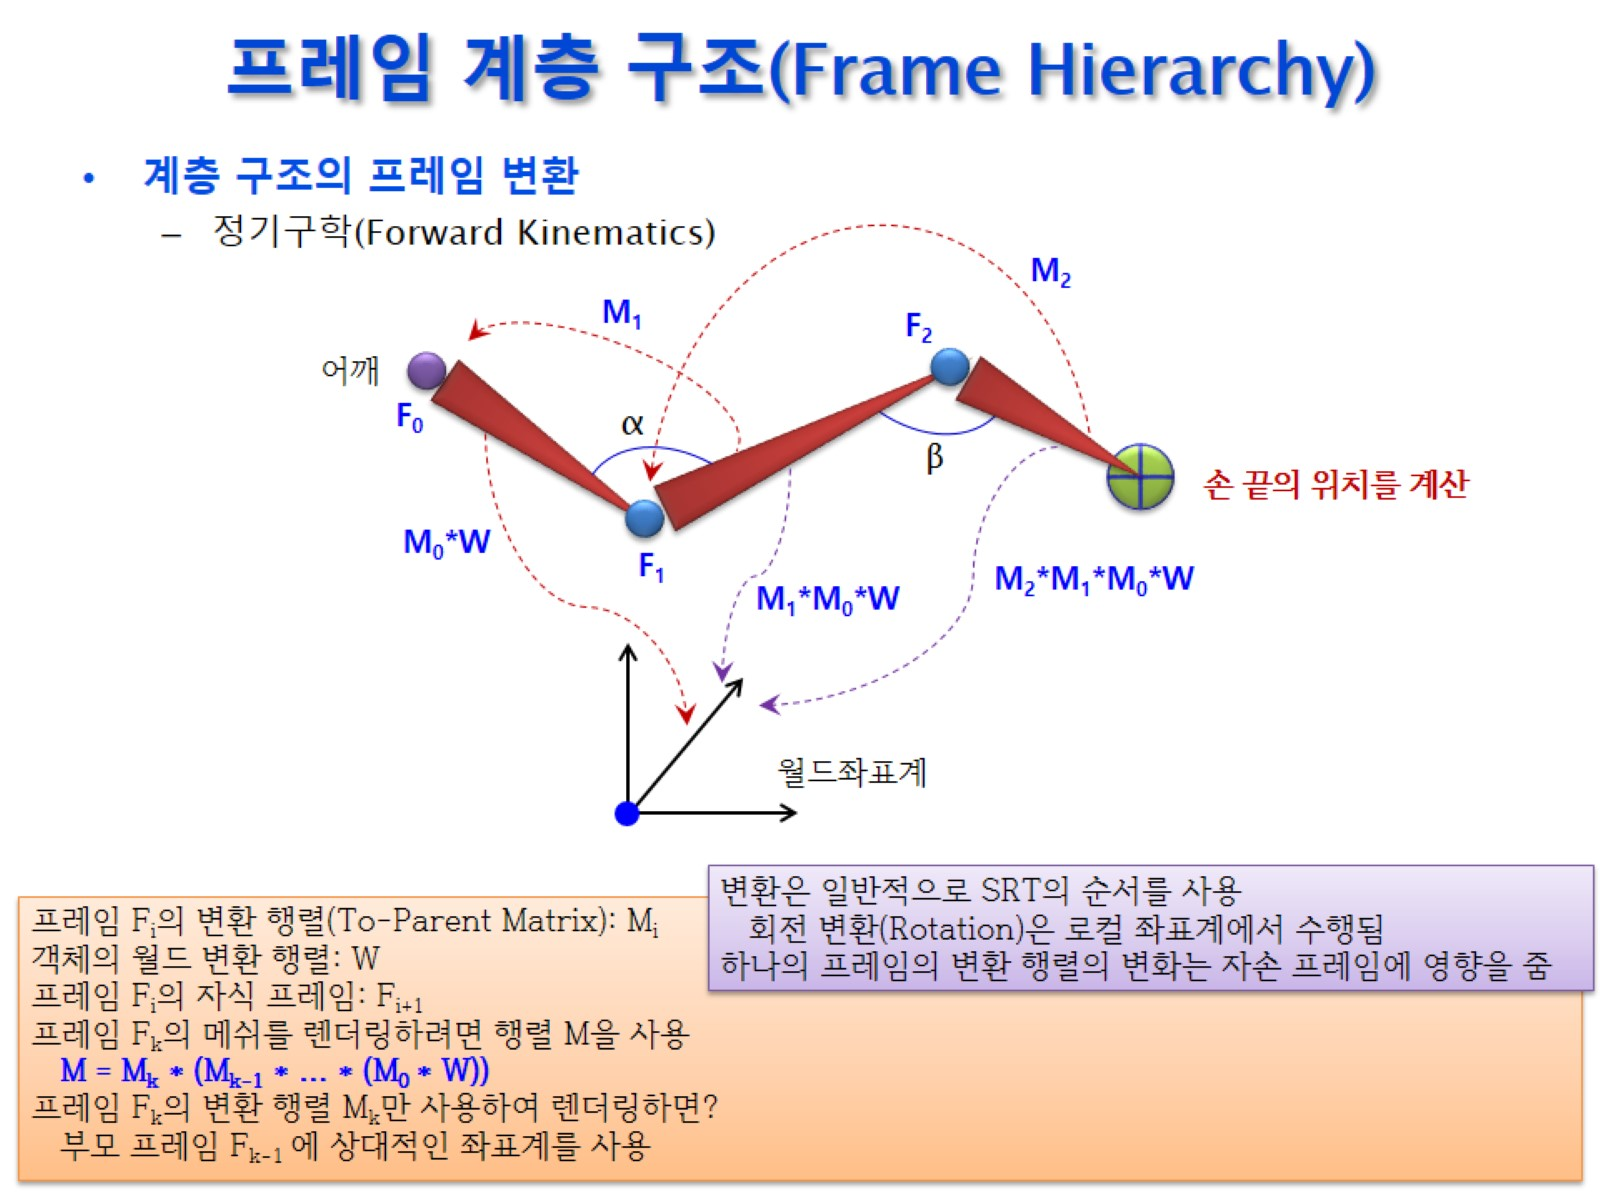 프레임 계층 구조(Frame Hierarchy)
• 계층 구조의 프레임 변환
– 정기구학(Forward Kinematics)
M₂
M₁
F₂
어깨
F₀
α
β
손 끝의 위치를 계산
M₀*W
F₁
M₁*M₀*W
M₂*M₁*M₀*W
월드좌표계
변환은 일반적으로 SRT의 순서를 사용
회전 변환(Rotation)은 로컬 좌표계에서 수행됨
하나의 프레임의 변환 행렬의 변화는 자손 프레임에 영향을 줌
프레임 Fᵢ의 변환 행렬(To-Parent Matrix): Mᵢ
객체의 월드 변환 행렬: W
프레임 Fᵢ의 자식 프레임: Fᵢ₊₁
프레임 Fₖ의 메쉬를 렌더링하려면 행렬 M을 사용
M = Mₖ * (Mₖ₋₁ * ... * (M₀ * W))
프레임 Fₖ의 변환 행렬 Mₖ만 사용하여 렌더링하면?
부모 프레임 Fₖ₋₁ 에 상대적인 좌표계를 사용